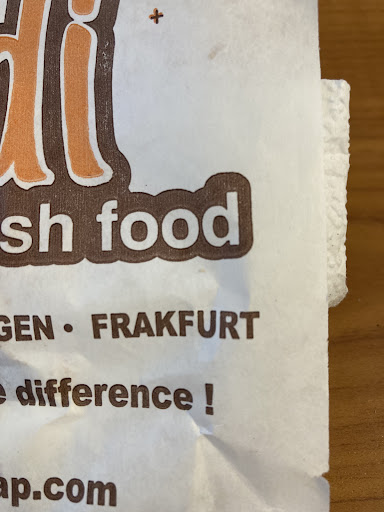 di
sh food
GEN • FRAKFURT
e difference !
ap.com